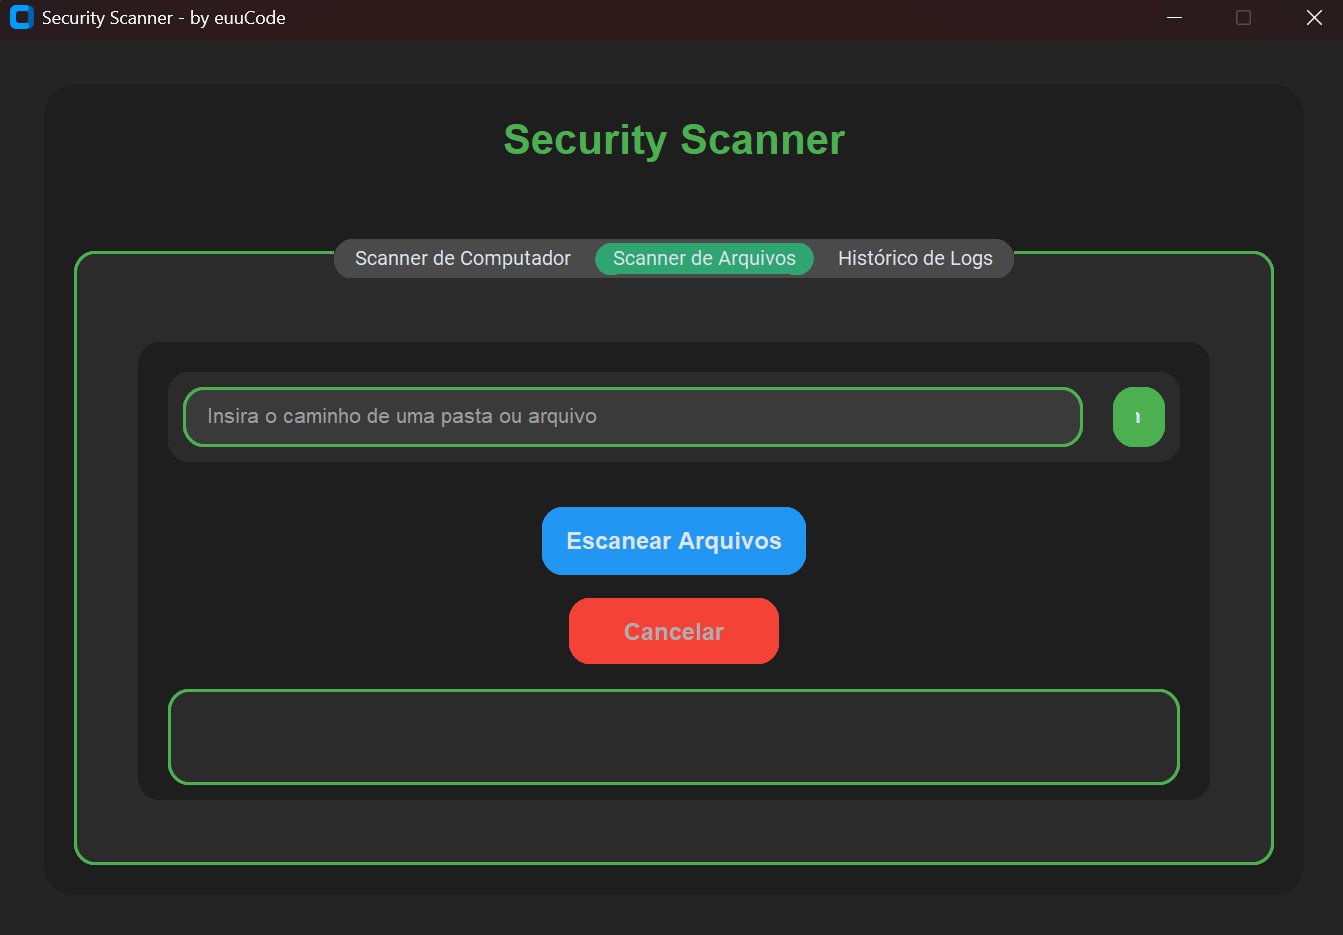 Security Scanner - by euuCode
Security Scanner
Scanner de Computador
Scanner de Arquivos
Histórico de Logs
Insira o caminho de uma pasta ou arquivo
Escanear Arquivos
Cancelar